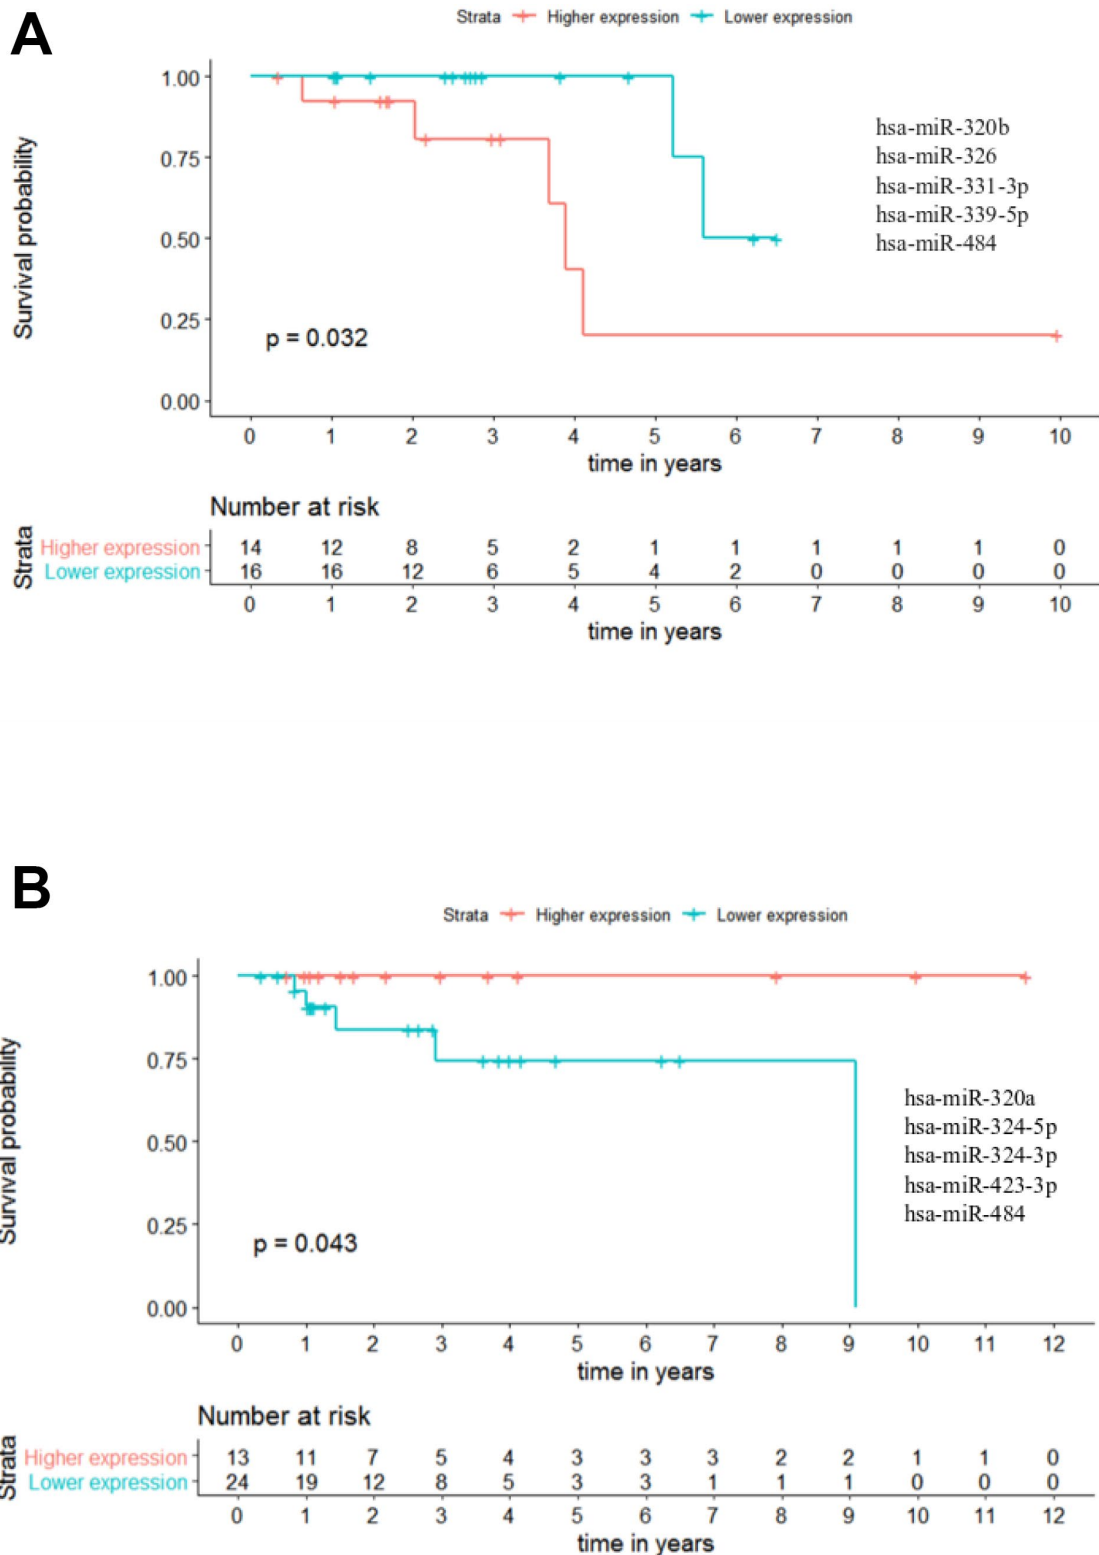 A
Strata Higher expression Lower expression
1.00
0.75
0.50
0.25
0.00
Survival probability
hsa-miR-320b
hsa-miR-326
hsa-miR-331-3p
hsa-miR-339-5p
hsa-miR-484
p = 0.032
0 1 2 3 4 5 6 7 8 9 10
time in years
Number at risk
Strata
Higher expression 14 12 8 5 2 1 1 1 1 1 0
Lower expression 16 16 12 6 5 4 2 0 0 0 0
0 1 2 3 4 5 6 7 8 9 10
time in years
B
Strata Higher expression Lower expression
1.00
0.75
0.50
0.25
0.00
Survival probability
hsa-miR-320a
hsa-miR-324-5p
hsa-miR-324-3p
hsa-miR-423-3p
hsa-miR-484
p = 0.043
0 1 2 3 4 5 6 7 8 9 10 11 12
time in years
Number at risk
Strata
Higher expression 13 11 7 5 4 3 3 3 2 2 1 1 0
Lower expression 24 19 12 8 5 3 3 1 1 1 0 0 0
0 1 2 3 4 5 6 7 8 9 10 11 12
time in years